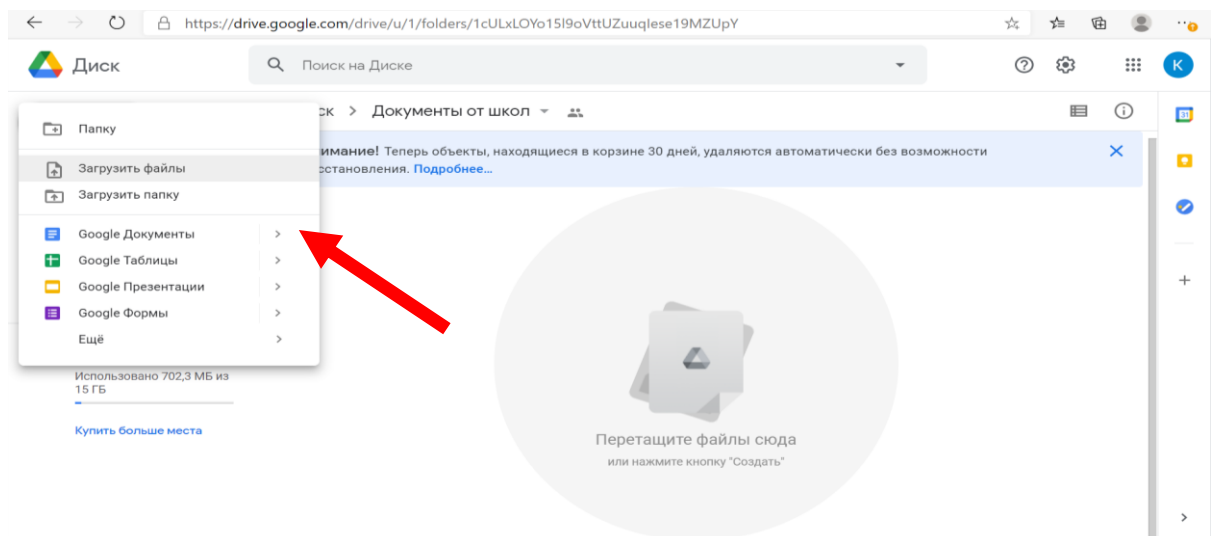 https://drive.google.com/drive/u/1/folders/1cULxLOYo15l9oVttUZuuqlese19MZUpY
Диск
Поиск на Диске
К
ск > Документы от школ
Папку
имание! Теперь объекты, находящиеся в корзине 30 дней, удаляются автоматически без возможности
сстановления. Подробнее...
Загрузить файлы
Загрузить папку
Google Документы
Google Таблицы
Google Презентации
Google Формы
Ещё
Использовано 702,3 МБ из
15 ГБ
Купить больше места
Перетащите файлы сюда
или нажмите кнопку "Создать"
31